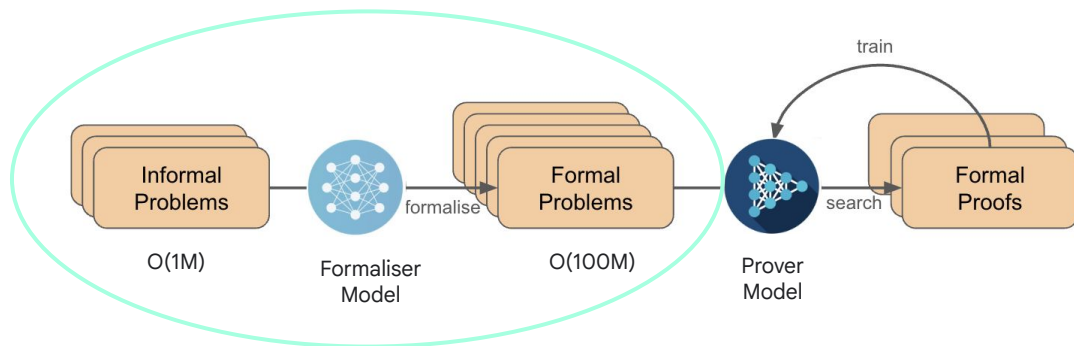 train
Informal
Problems
formalise
Formal
Problems
search
Formal
Proofs
O(1M)
Formaliser
Model
O(100M)
Prover
Model